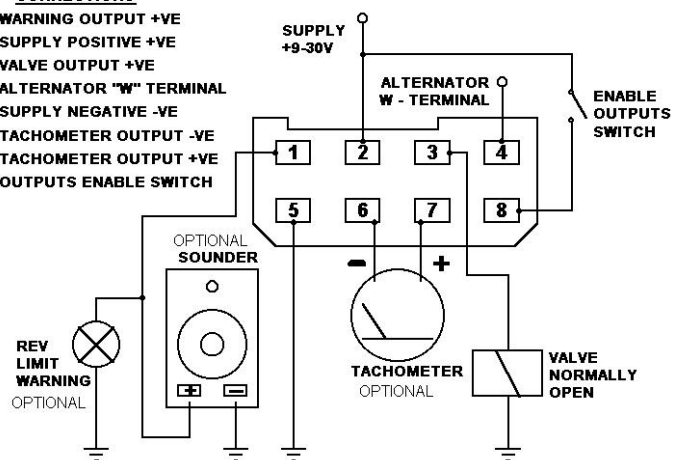 WARNING OUTPUT +VE
SUPPLY POSITIVE +VE
VALVE OUTPUT +VE
ALTERNATOR "W" TERMINAL
SUPPLY NEGATIVE -VE
TACHOMETER OUTPUT -VE
TACHOMETER OUTPUT +VE
OUTPUTS ENABLE SWITCH
SUPPLY
+9-30V
ALTERNATOR
W - TERMINAL
ENABLE
OUTPUTS
SWITCH
1 2 3 4
5 6 7 8
OPTIONAL
SOUNDER
- +
REV
LIMIT
WARNING
OPTIONAL
+ -
TACHOMETER
OPTIONAL
VALVE
NORMALLY
OPEN